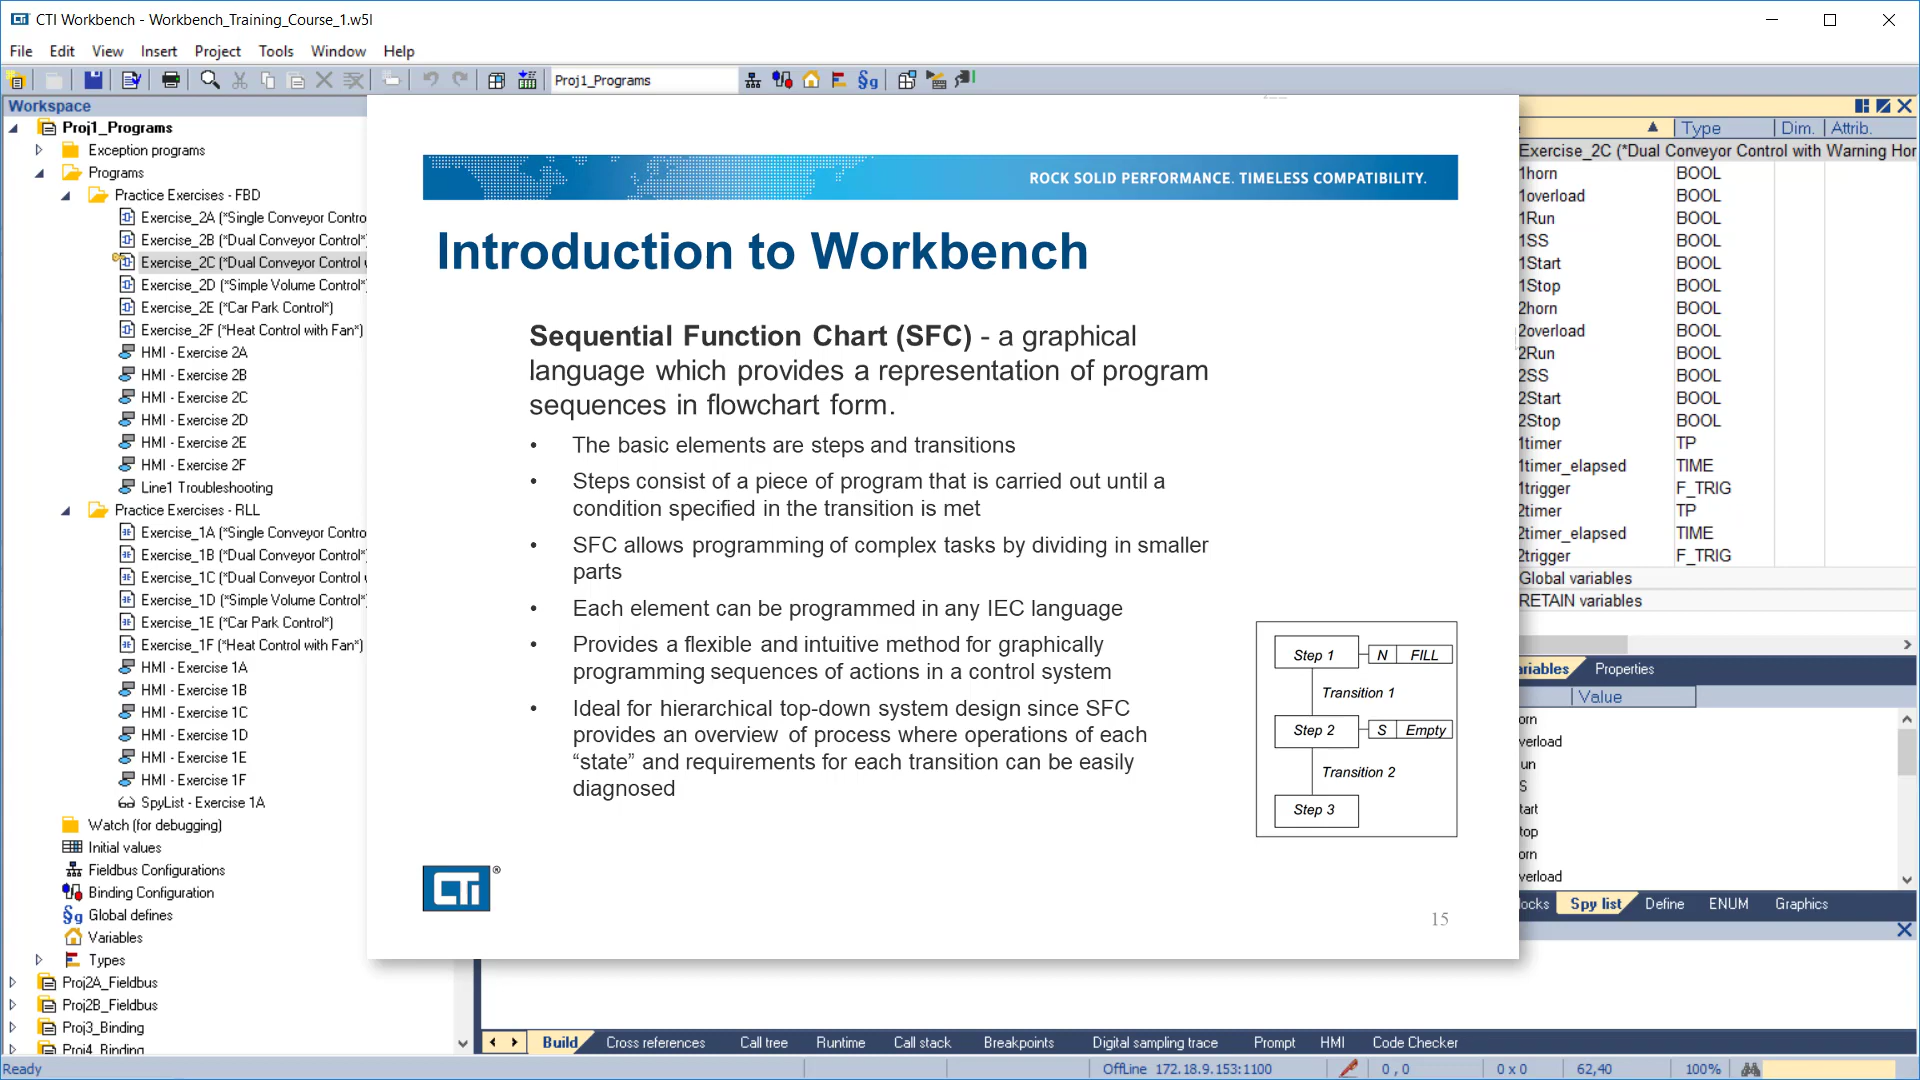 CTI Workbench - Workbench_Training_Course_1.w5l
File Edit View Insert Project Tools Window Help
Proj1_Programs
Workspace
Proj1_Programs
Exception programs
Programs
Practice Exercises - FBD
Exercise_2A (*Single Conveyor Contro
Exercise_2B (*Dual Conveyor Control*)
Exercise_2C (*Dual Conveyor Control
Exercise_2D (*Simple Volume Control*
Exercise_2E (*Car Park Control*)
Exercise_2F (*Heat Control with Fan*)
HMI - Exercise 2A
HMI - Exercise 2B
HMI - Exercise 2C
HMI - Exercise 2D
HMI - Exercise 2E
HMI - Exercise 2F
Line1 Troubleshooting
Practice Exercises - RLL
Exercise_1A (*Single Conveyor Contro
Exercise_1B (*Dual Conveyor Control*
Exercise_1C (*Dual Conveyor Control
Exercise_1D (*Simple Volume Control*
Exercise_1E (*Car Park Control*)
Exercise_1F (*Heat Control with Fan*)
HMI - Exercise 1A
HMI - Exercise 1B
HMI - Exercise 1C
HMI - Exercise 1D
HMI - Exercise 1E
HMI - Exercise 1F
SpyList - Exercise 1A
Watch (for debugging)
Initial values
Fieldbus Configurations
Binding Configuration
Global defines
Variables
Types
Proj2A_Fieldbus
Proj2B_Fieldbus
Proj3_Binding
Proj4_Binding
ROCK SOLID PERFORMANCE. TIMELESS COMPATIBILITY.
Introduction to Workbench
Sequential Function Chart (SFC) - a graphical
language which provides a representation of program
sequences in flowchart form.
• The basic elements are steps and transitions
• Steps consist of a piece of program that is carried out until a
condition specified in the transition is met
• SFC allows programming of complex tasks by dividing in smaller
parts
• Each element can be programmed in any IEC language
• Provides a flexible and intuitive method for graphically
programming sequences of actions in a control system
• Ideal for hierarchical top-down system design since SFC
provides an overview of process where operations of each
“state” and requirements for each transition can be easily
diagnosed
Step 1 N FILL
Transition 1
Step 2 S Empty
Transition 2
Step 3
CTi ®
15
Type Dim. Attrib.
Exercise_2C (*Dual Conveyor Control with Warning Hor
1horn BOOL
1overload BOOL
1Run BOOL
1SS BOOL
1Start BOOL
1Stop BOOL
2horn BOOL
2overload BOOL
2Run BOOL
2SS BOOL
2Start BOOL
2Stop BOOL
1timer TP
1timer_elapsed TIME
1trigger F_TRIG
2timer TP
2timer_elapsed TIME
2trigger F_TRIG
Global variables
RETAIN variables
ariables Properties
Value
orn
verload
un
S
tart
top
orn
verload
locks Spy list Define ENUM Graphics
Build Cross references Call tree Runtime Call stack Breakpoints Digital sampling trace Prompt HMI Code Checker
Ready OffLine 172.18.9.153:1100 0 , 0 0 x 0 62,40 100%